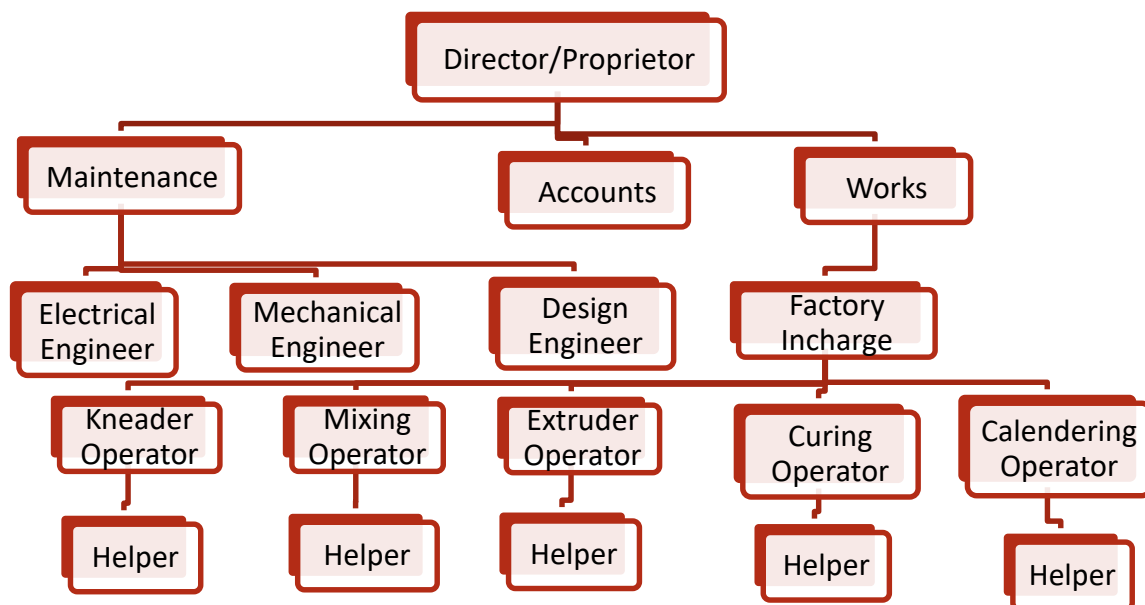 Director/Proprietor
Maintenance
Accounts
Works
Electrical
Engineer
Mechanical
Engineer
Design
Engineer
Factory
Incharge
Kneader
Operator
Mixing
Operator
Extruder
Operator
Curing
Operator
Calendering
Operator
Helper
Helper
Helper
Helper
Helper